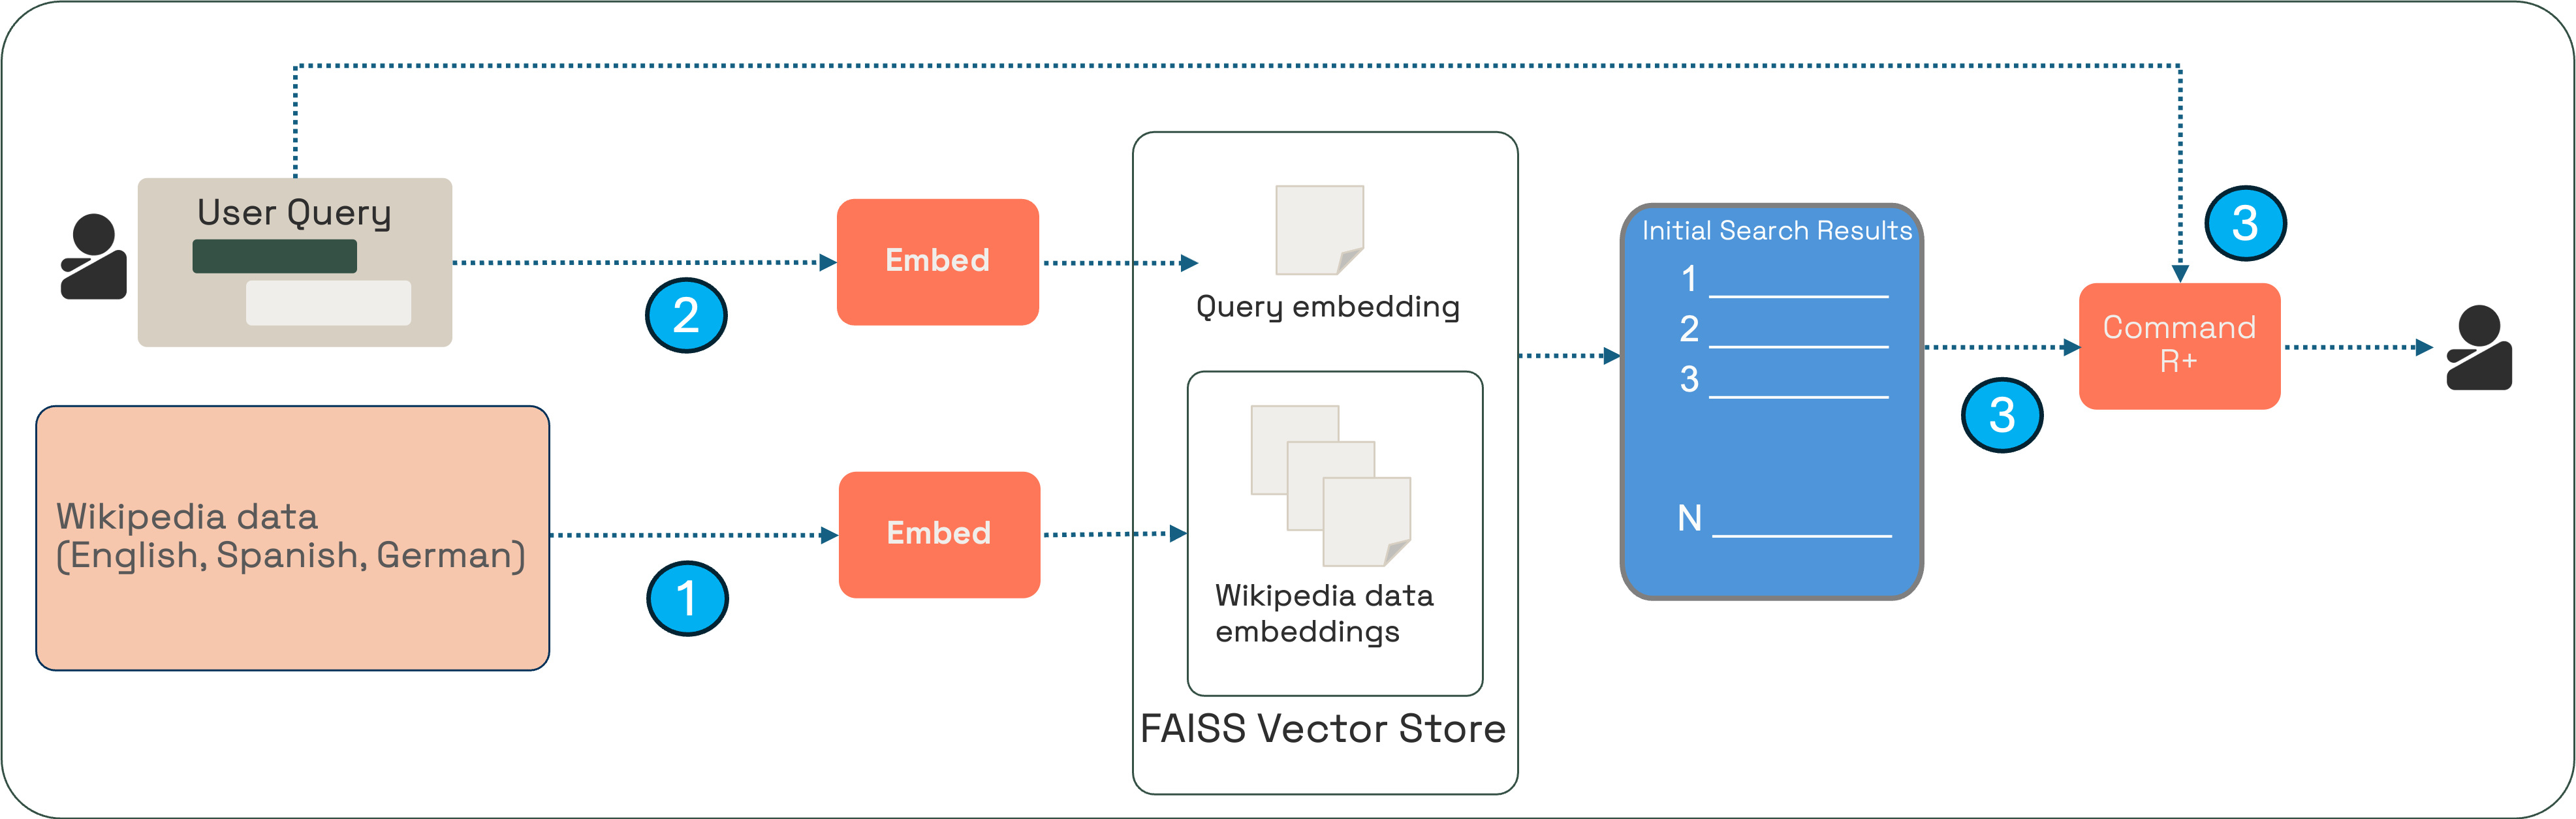 User Query
Embed
2
Query embedding
Wikipedia data
(English, Spanish, German)
1
Embed
Wikipedia data
embeddings
FAISS Vector Store
Initial Search Results
1
2
3
N
3
3
Command
R+